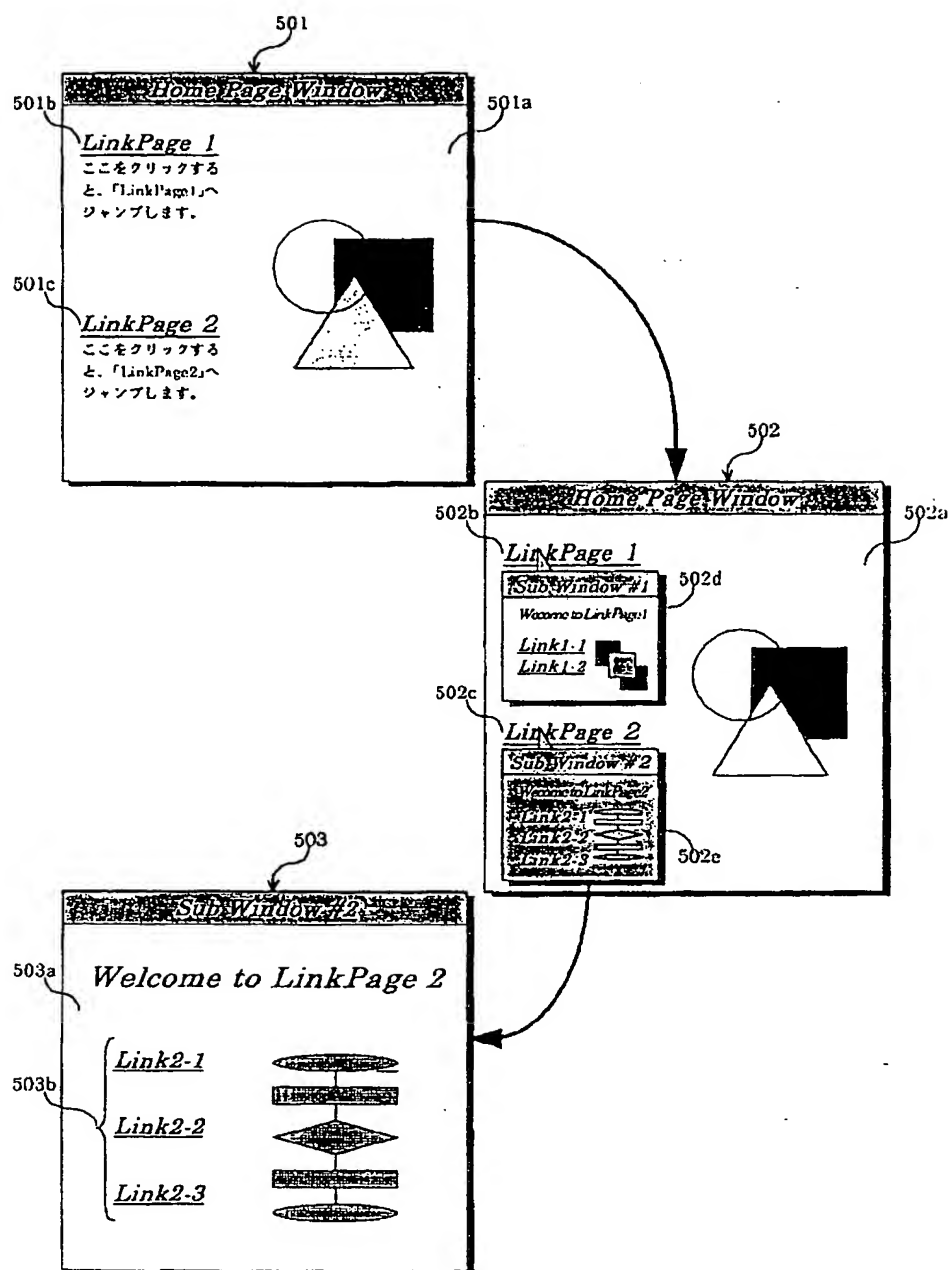 501
Home Page Window
501b
501a
LinkPage 1
ここをクリックする
と、「LinkPage1」へ
ジャンプします。
501c
LinkPage 2
ここをクリックする
と、「LinkPage2」へ
ジャンプします。
502
Home Page Window
502b
502a
LinkPage 1
Sub Window #1
502d
Welcome to LinkPage1
Link1-1
Link1-2
502c
LinkPage 2
Sub Window #2
Welcome to LinkPage2
Link2-1
Link2-2
Link2-3
502e
503
Sub Window #2
503a
Welcome to LinkPage 2
Link2-1
503b
Link2-2
Link2-3